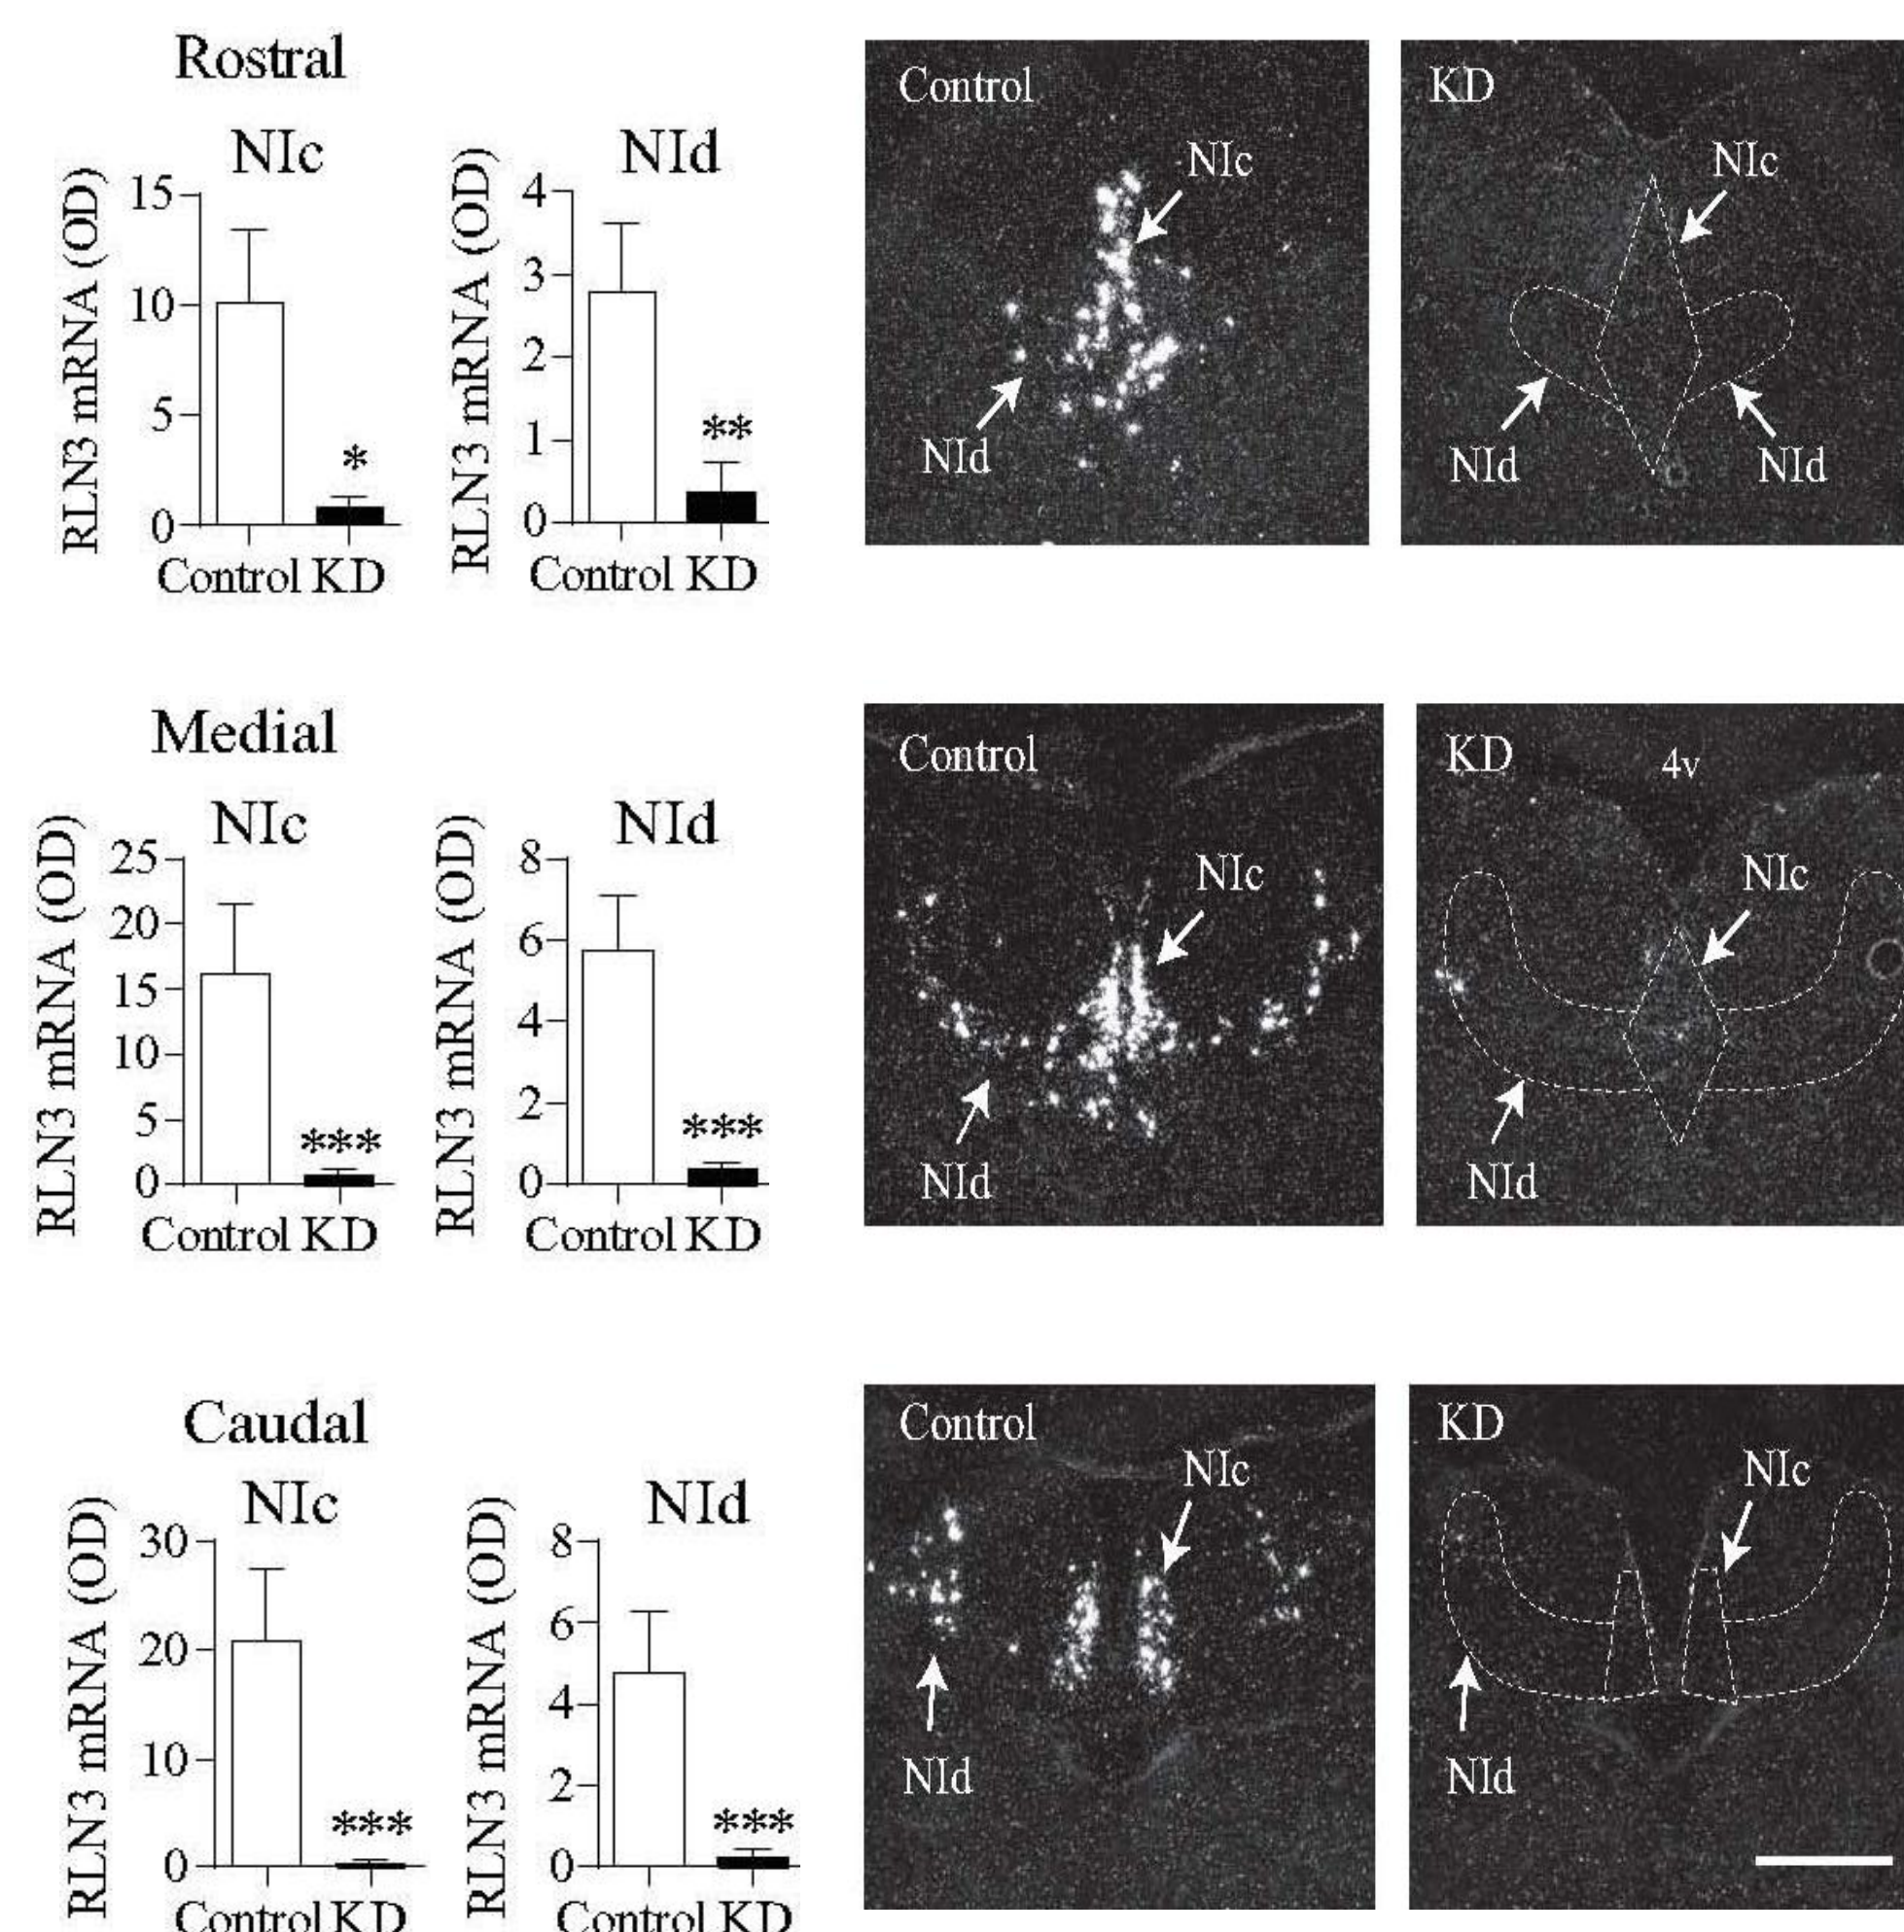 Rostral
NIc
NId
RLN3 mRNA (OD)
15
10
5
0
*
Control KD
RLN3 mRNA (OD)
4
3
2
1
0
**
Control KD
Control
NIc
NId
KD
NIc
NId
NId
Medial
NIc
NId
RLN3 mRNA (OD)
25
20
15
10
5
0
***
Control KD
RLN3 mRNA (OD)
8
6
4
2
0
***
Control KD
Control
NIc
NId
KD
4v
NIc
NId
Caudal
NIc
NId
RLN3 mRNA (OD)
30
20
10
0
***
Control KD
RLN3 mRNA (OD)
8
6
4
2
0
***
Control KD
Control
NIc
NId
KD
NIc
NId